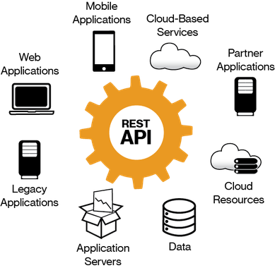 Mobile
Applications
Cloud-Based
Services
Web
Applications
Partner
Applications
REST
API
Legacy
Applications
Cloud
Resources
Application
Servers
Data